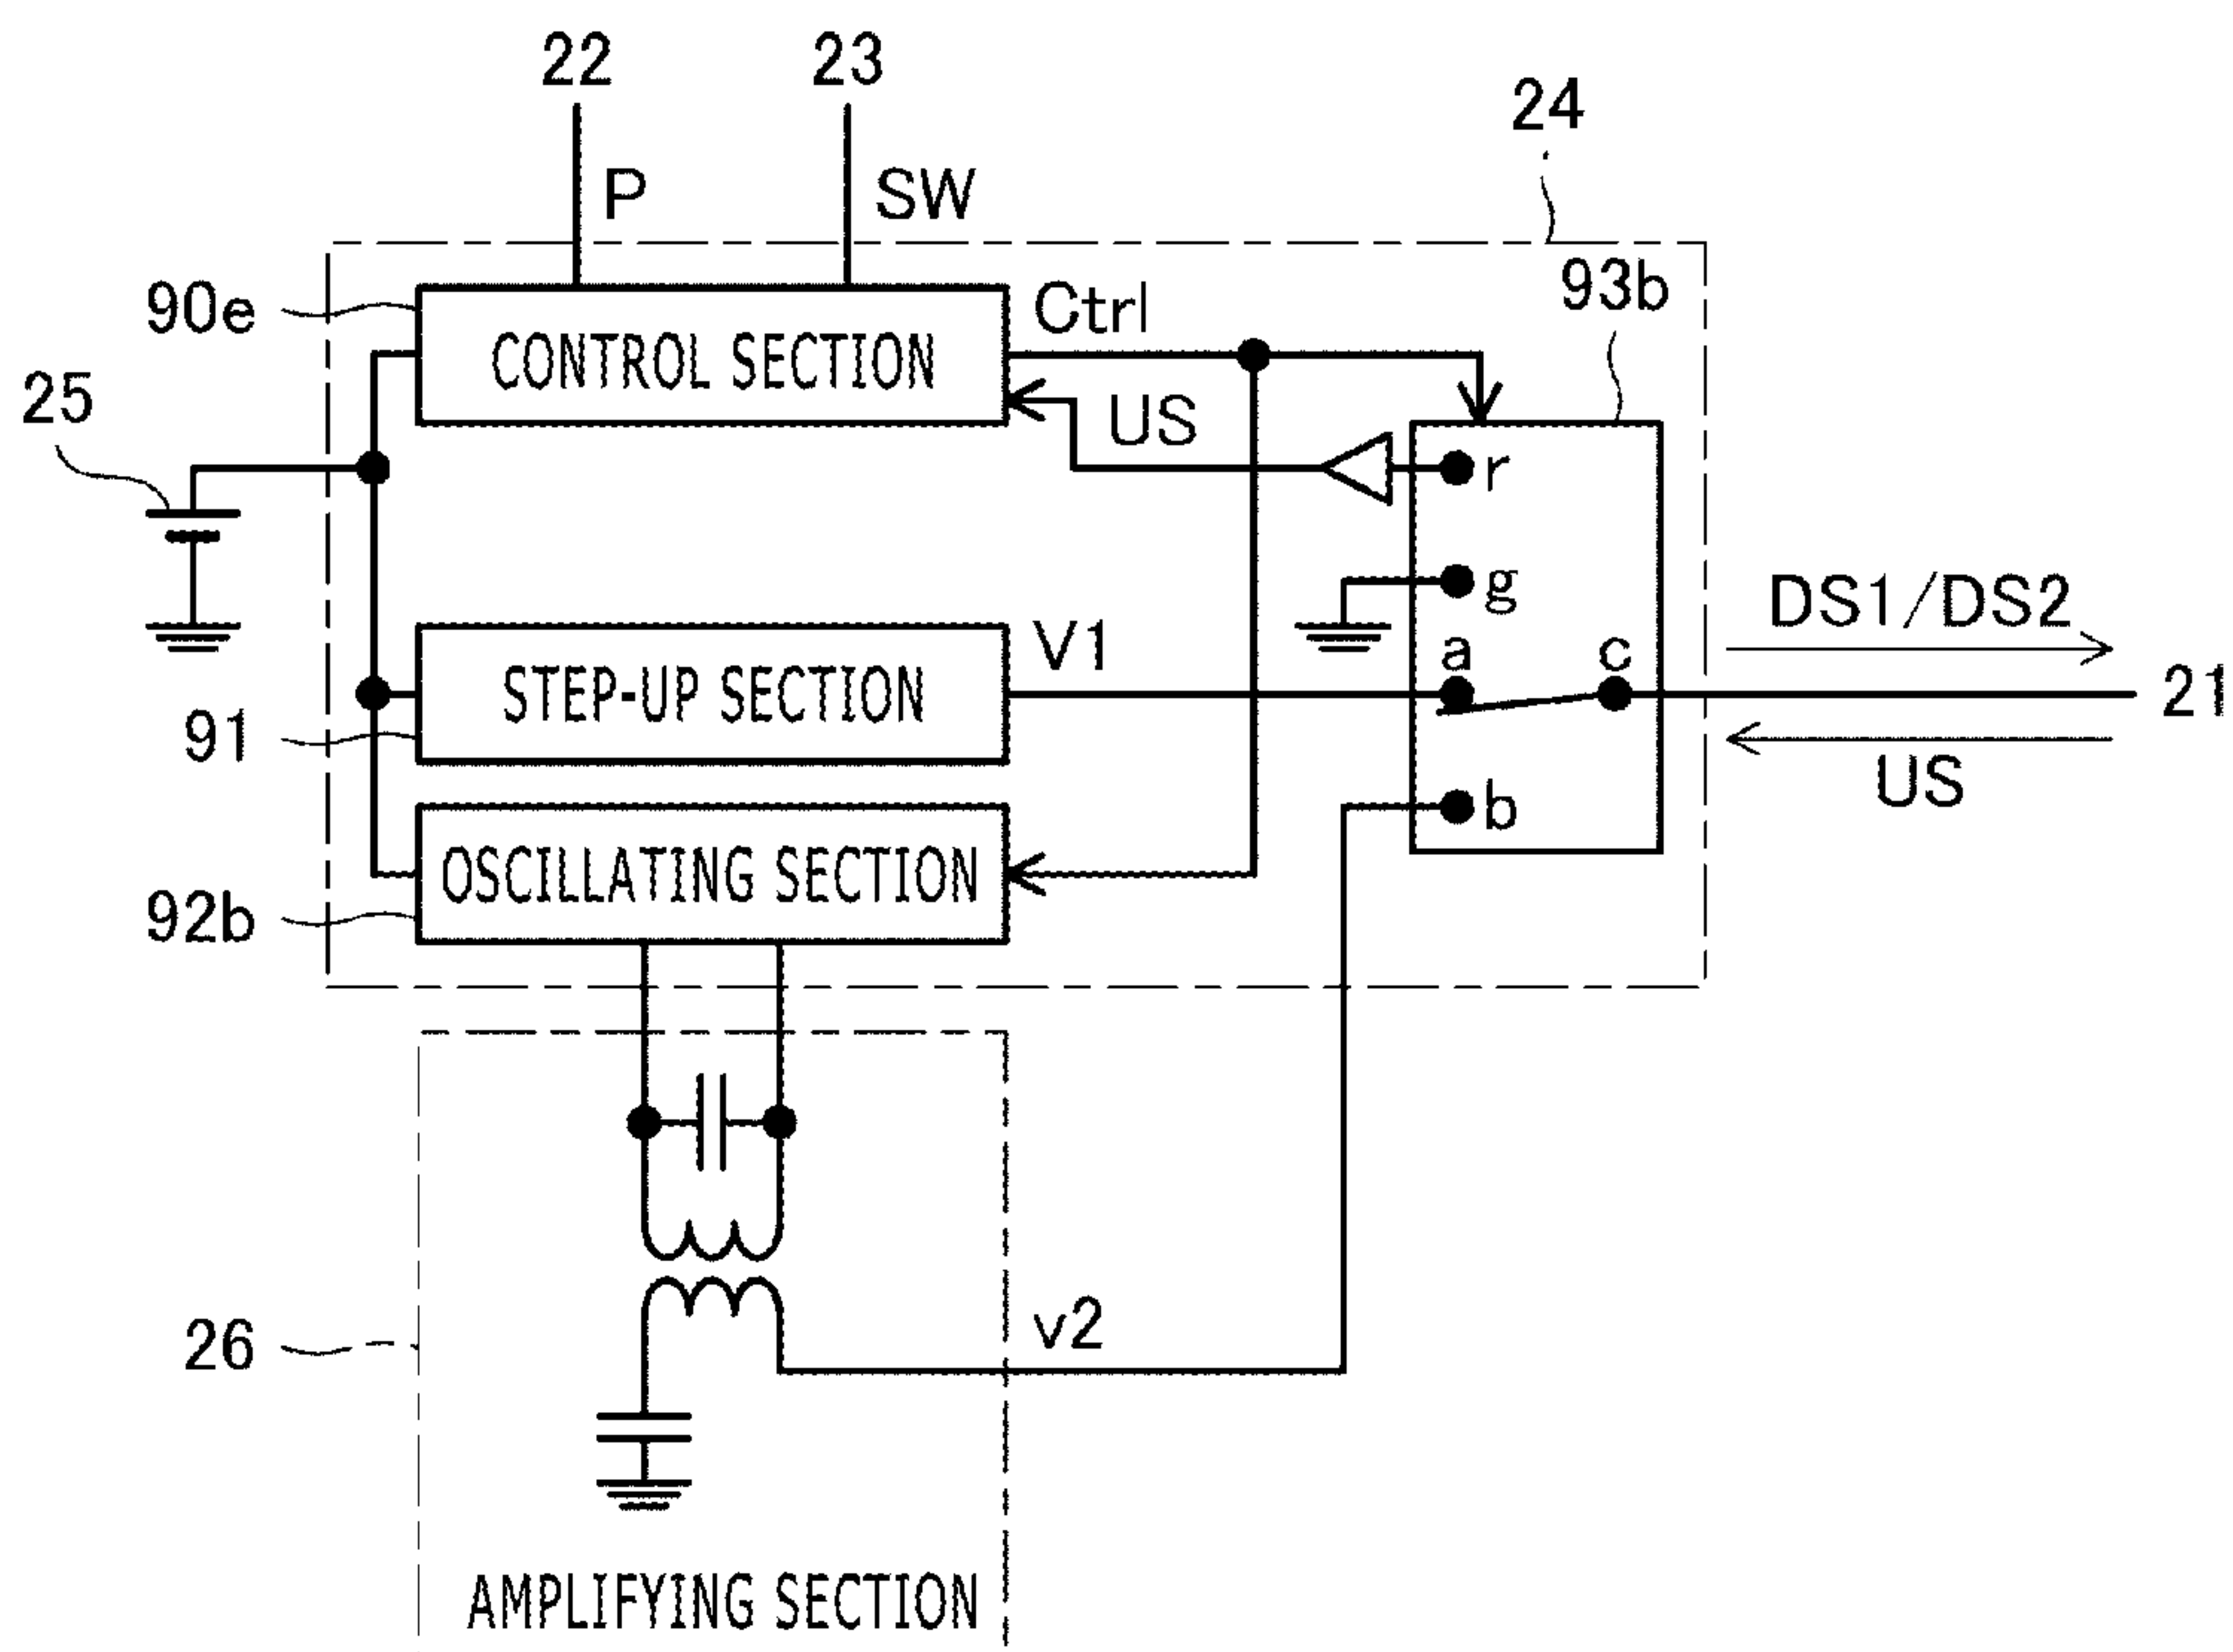 22
23
24
P
SW
90e
CONTROL SECTION
Ctrl
93b
25
US
r
g
DS1/DS2
V1
a
c
21
STEP-UP SECTION
91
US
b
OSCILLATING SECTION
92b
26
v2
AMPLIFYING SECTION